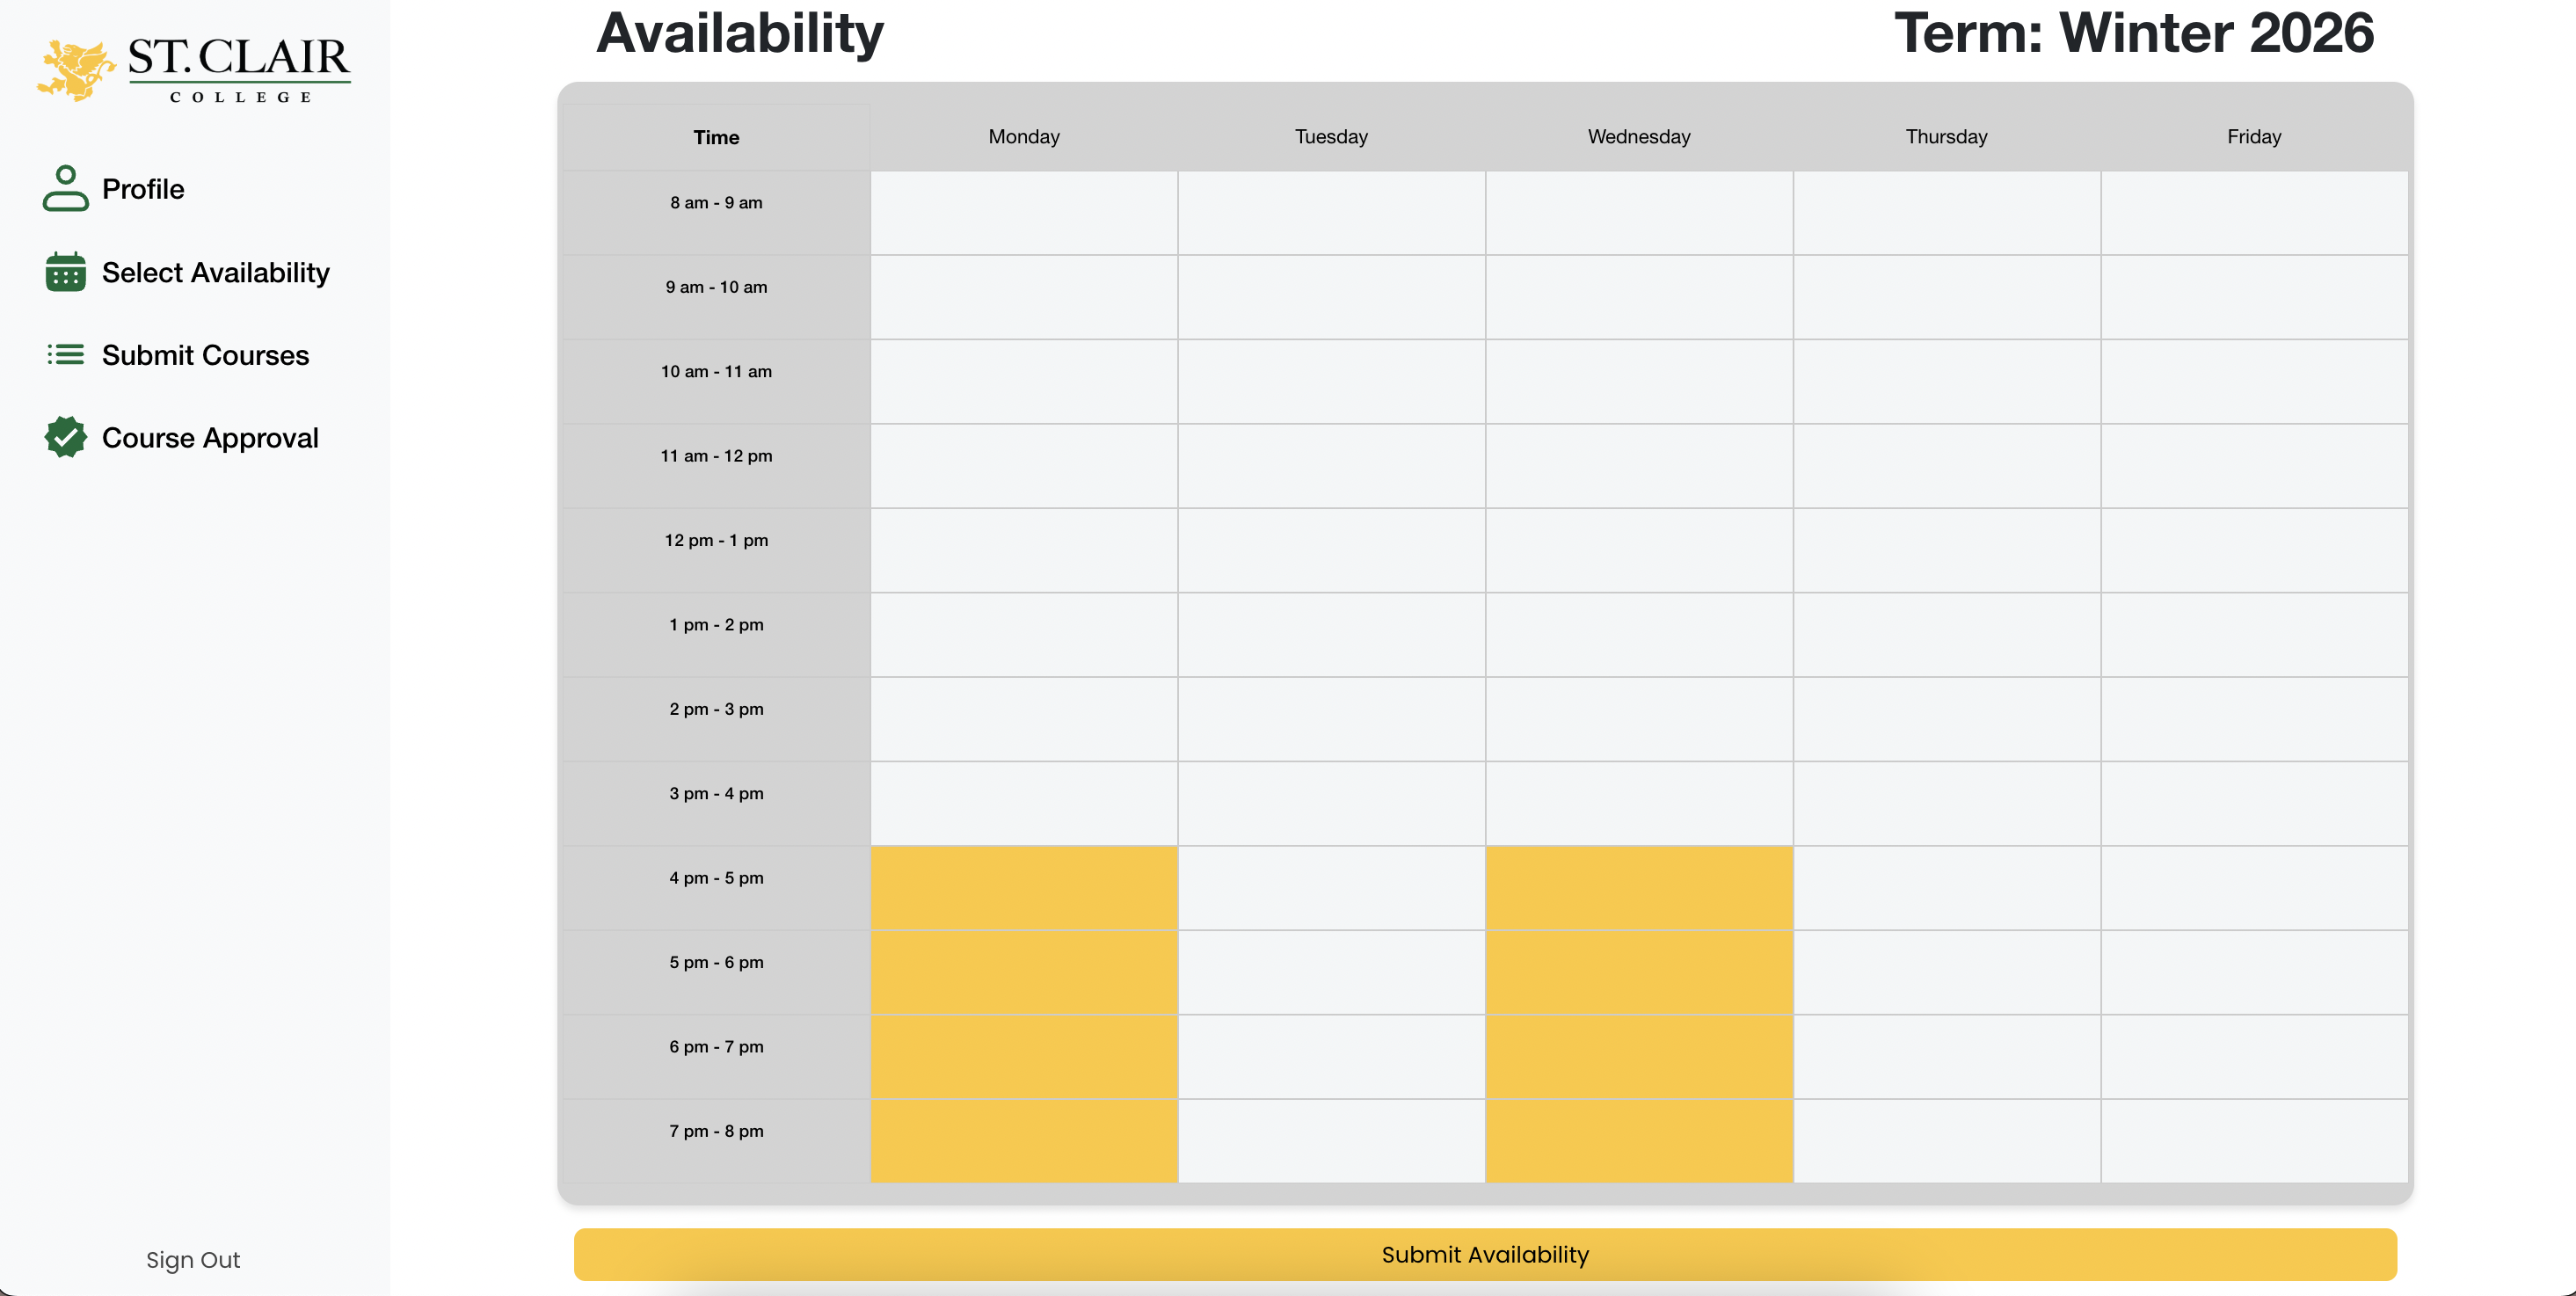 ST. CLAIR
COLLEGE
Profile
Select Availability
Submit Courses
Course Approval
Sign Out
Availability
Term: Winter 2026
Time Monday Tuesday Wednesday Thursday Friday
8 am - 9 am
9 am - 10 am
10 am - 11 am
11 am - 12 pm
12 pm - 1 pm
1 pm - 2 pm
2 pm - 3 pm
3 pm - 4 pm
4 pm - 5 pm
5 pm - 6 pm
6 pm - 7 pm
7 pm - 8 pm
Submit Availability